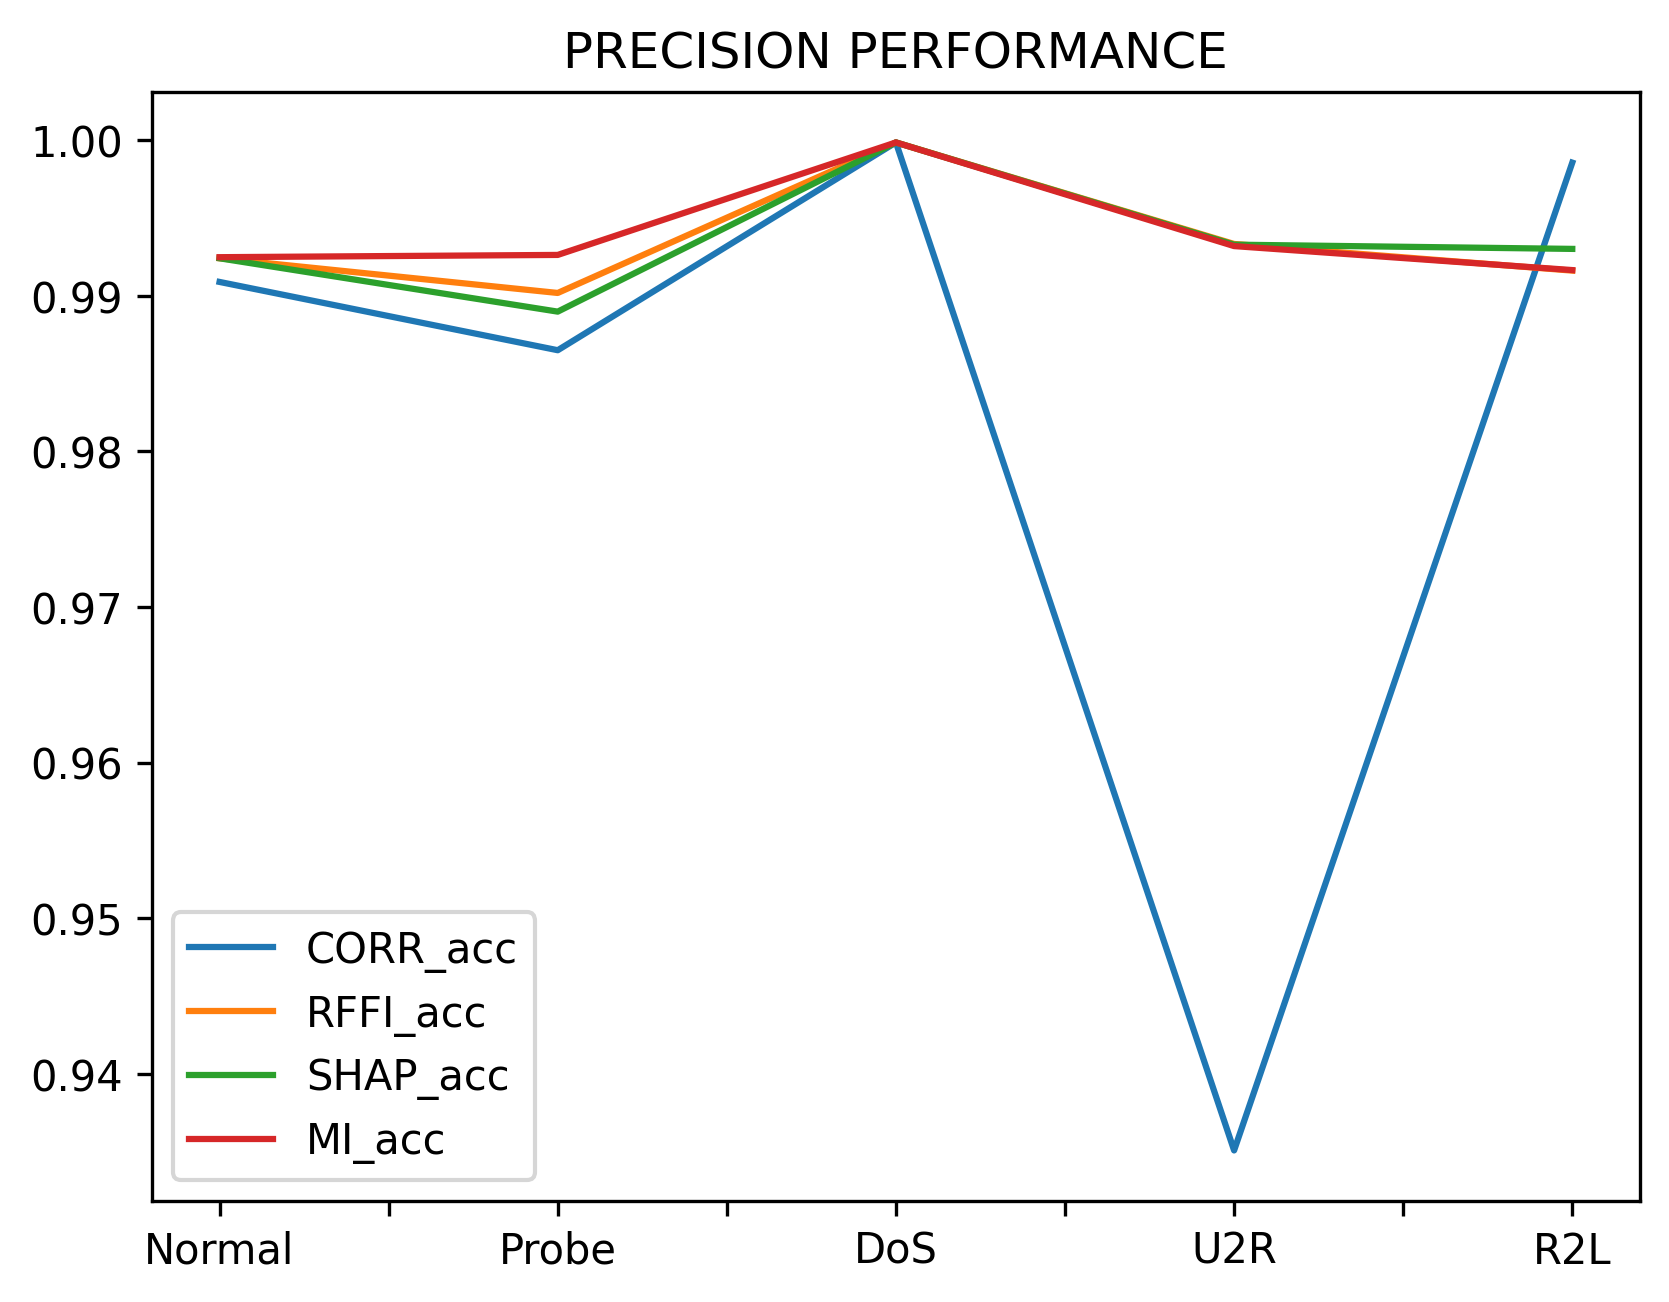 PRECISION PERFORMANCE
1.00
0.99
0.98
0.97
0.96
0.95
0.94
CORR_acc
RFFI_acc
SHAP_acc
MI_acc
Normal Probe DoS U2R R2L